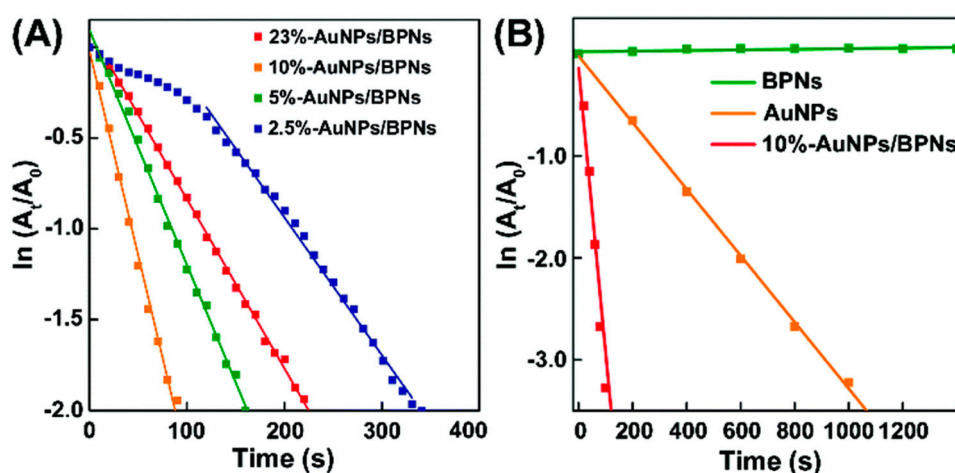 (A)
23%-AuNPs/BPNs
10%-AuNPs/BPNs
5%-AuNPs/BPNs
2.5%-AuNPs/BPNs
ln (At/A0)
-0.5
-1.0
-1.5
-2.0
0 100 200 300 400
Time (s)
(B)
BPNs
AuNPs
10%-AuNPs/BPNs
ln (At/A0)
-1.0
-2.0
-3.0
0 200 400 600 800 1000 1200
Time (s)